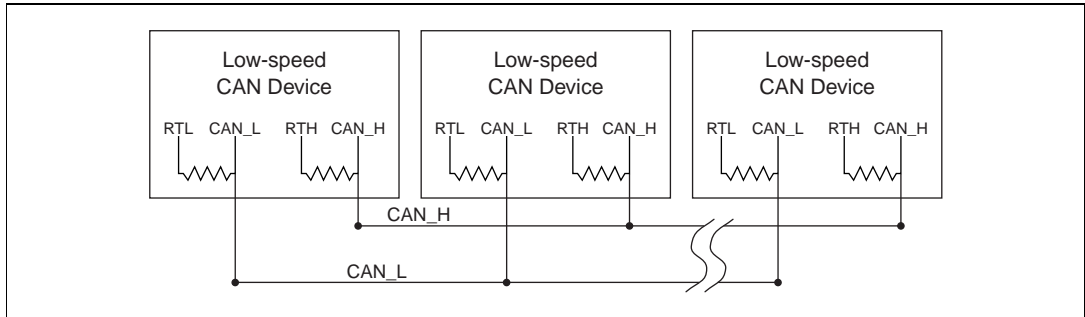 Low-speed
CAN Device
Low-speed
CAN Device
Low-speed
CAN Device
RTL CAN_L RTH CAN_H
RTL CAN_L RTH CAN_H
RTL CAN_L RTH CAN_H
CAN_H
CAN_L